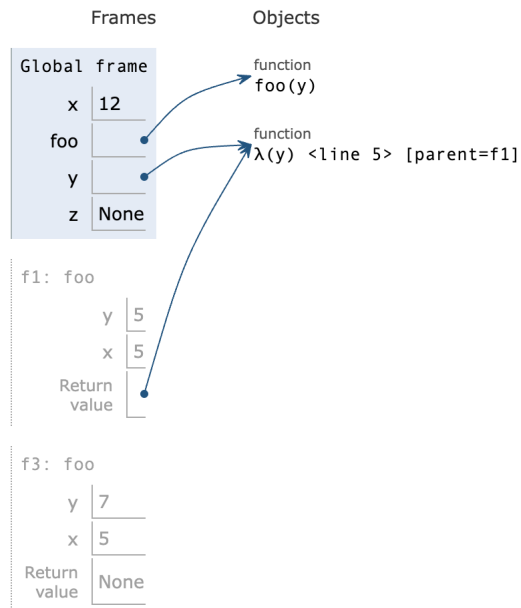 Frames Objects
Global frame
function
foo(y)
x 12
foo
function
λ(y) <line 5> [parent=f1]
y
z None
f1: foo
y 5
x 5
Return
value
f3: foo
y 7
x 5
Return
value None